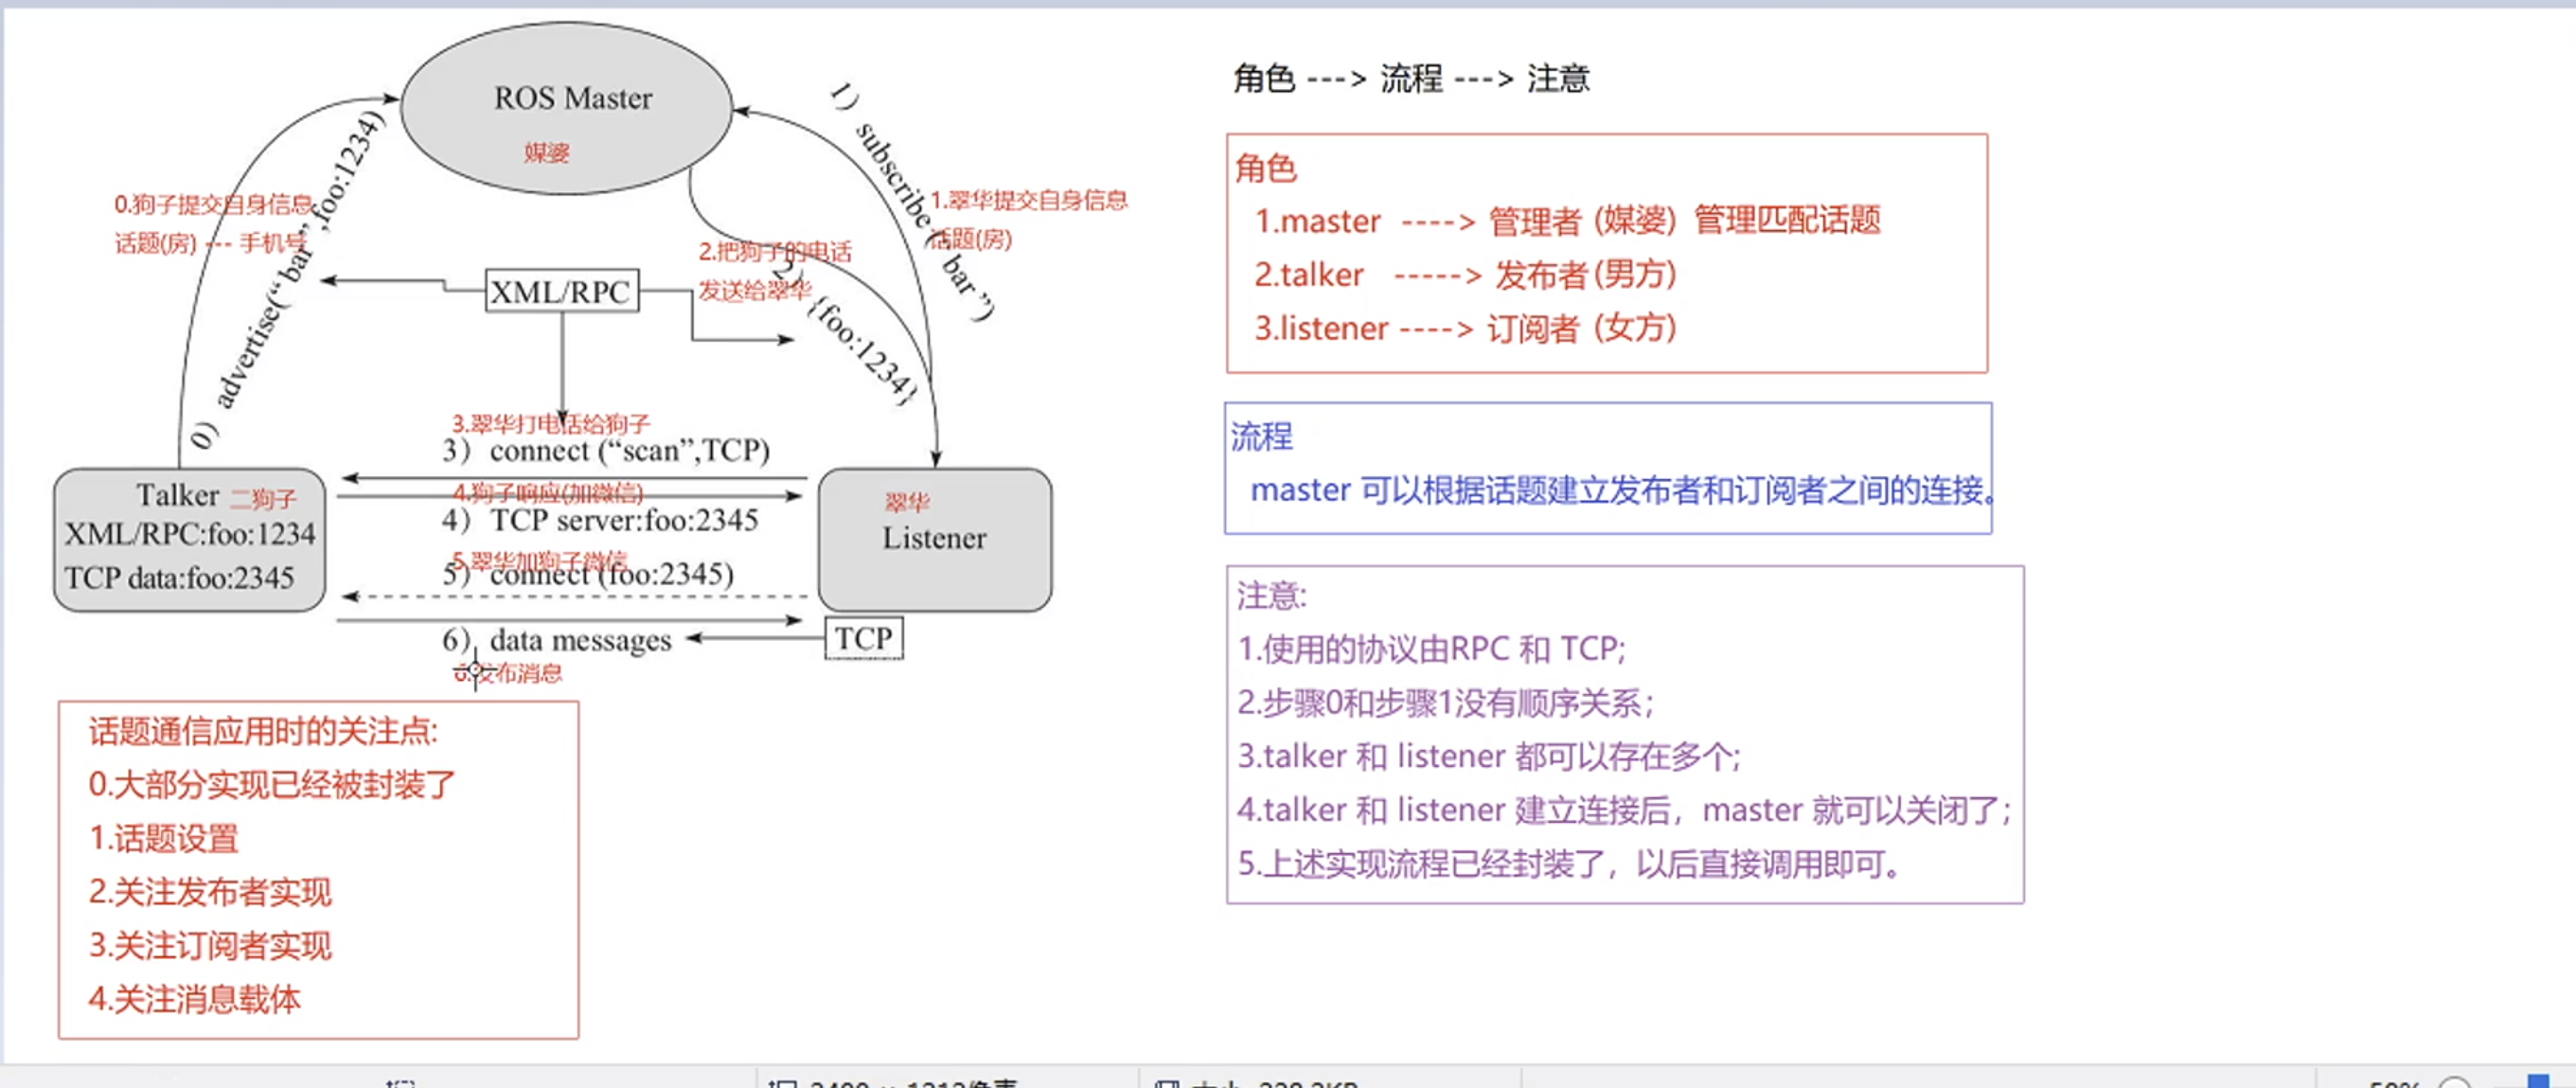 ROS Master
媒婆
0.狗子提交自身信息
话题(房) --- 手机号
0) advertise(“bar”,foo:1234)
1) subscribe(“bar”)
1.翠华提交自身信息
话题(房)
2.把狗子的电话
发送给翠华
2) {foo:1234}
XML/RPC
3.翠华打电话给狗子
3) connect (“scan”,TCP)
4.狗子响应(加微信)
4) TCP server:foo:2345
5.翠华加狗子微信
5) connect (foo:2345)
6) data messages
6.发布消息
TCP
Talker 二狗子
XML/RPC:foo:1234
TCP data:foo:2345
翠华
Listener
话题通信应用时的关注点:
0.大部分实现已经被封装了
1.话题设置
2.关注发布者实现
3.关注订阅者实现
4.关注消息载体
角色 ---> 流程 ---> 注意
角色
1.master ----> 管理者 (媒婆) 管理匹配话题
2.talker -----> 发布者(男方)
3.listener ----> 订阅者 (女方)
流程
master 可以根据话题建立发布者和订阅者之间的连接。
注意:
1.使用的协议由RPC 和 TCP;
2.步骤0和步骤1没有顺序关系；
3.talker 和 listener 都可以存在多个;
4.talker 和 listener 建立连接后，master 就可以关闭了；
5.上述实现流程已经封装了，以后直接调用即可。